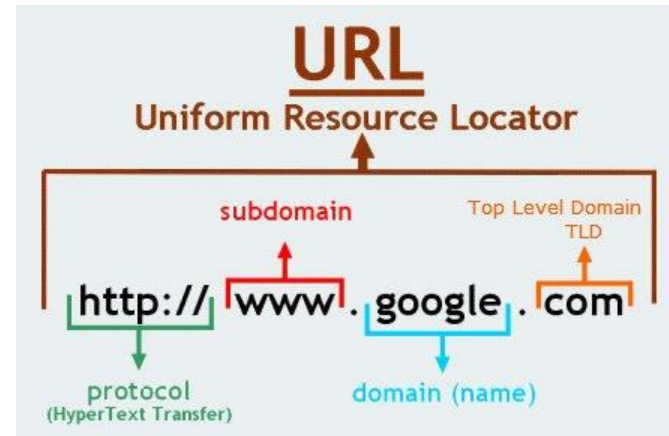 URL
Uniform Resource Locator
subdomain
Top Level Domain
TLD
http:// www . google . com
protocol
(HyperText Transfer)
domain (name)